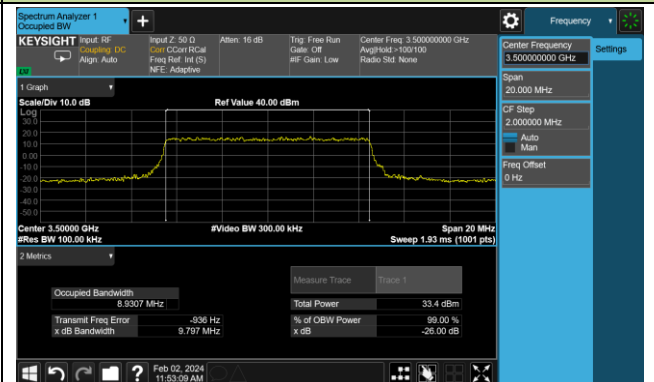 Spectrum Analyzer 1
Occupied BW
Frequency
KEYSIGHT
Input: RF
Coupling: DC
Align: Auto
Input Z: 50 Ω
Corr CCorr RCal
Freq Ref: Int (S)
NFE: Adaptive
Atten: 16 dB
Trig: Free Run
Gate: Off
#IF Gain: Low
Center Freq: 3.500000000 GHz
Avg|Hold:>100/100
Radio Std: None
Center Frequency
3.500000000 GHz
Settings
Span
20.000 MHz
CF Step
2.000000 MHz
Auto
Man
Freq Offset
0 Hz
1 Graph
Scale/Div 10.0 dB
Ref Value 40.00 dBm
Log
30.0
20.0
10.0
0.00
-10.0
-20.0
-30.0
-40.0
-50.0
Center 3.50000 GHz
#Video BW 300.00 kHz
Span 20 MHz
#Res BW 100.00 kHz
Sweep 1.93 ms (1001 pts)
2 Metrics
Measure Trace
Trace 1
Occupied Bandwidth
8.9307 MHz
Total Power
33.4 dBm
Transmit Freq Error
-936 Hz
% of OBW Power
99.00 %
x dB Bandwidth
9.797 MHz
x dB
-26.00 dB
Feb 02, 2024
11:53:09 AM